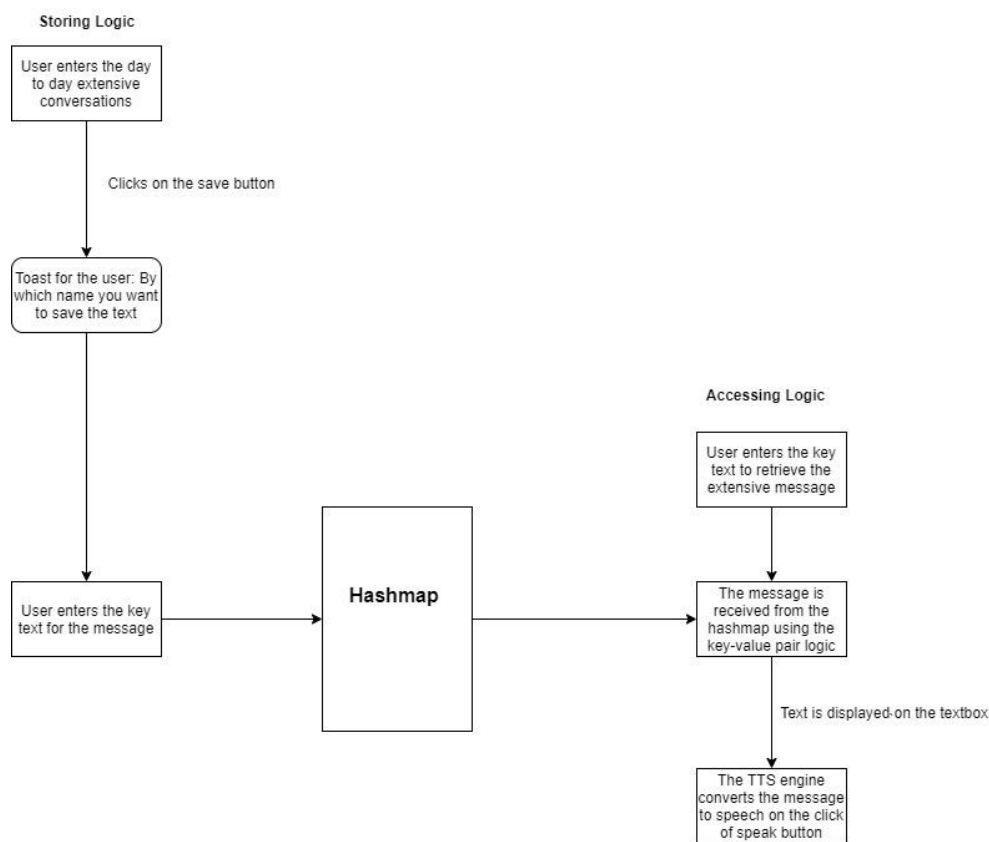 Storing Logic
User enters the day
to day extensive
conversations
Clicks on the save button
Toast for the user: By
which name you want
to save the text
User enters the key
text for the message
Hashmap
Accessing Logic
User enters the key
text to retrieve the
extensive message
The message is
received from the
hashmap using the
key-value pair logic
Text is displayed on the textbox
The TTS engine
converts the message
to speech on the click
of speak button